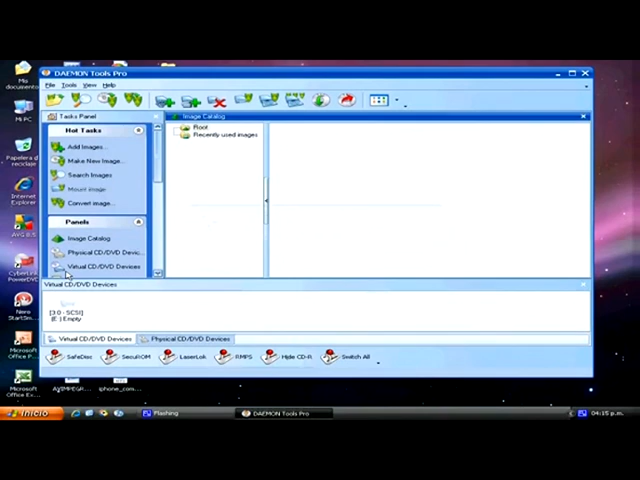 DAEMON Tools Pro
File Tools View Help
Tasks Panel
Image Catalog
Hot Tasks
Add Images...
Make New Image...
Search Images
Mount image
Convert image...
Panels
Image Catalog
Physical CD/DVD Devic...
Virtual CD/DVD Devices
Root
Recently used images
Virtual CD/DVD Devices
[3 0 - SCSI]
(E:) Empty
Virtual CD/DVD Devices
Physical CD/DVD Devices
SafeDisc
SecuROM
LaserLok
RMPS
Hide CD-R
Switch All
Mis
documento
Mi PC
Papelera d
reciclaje
Internet
Explorer
CyberLink
PowerDV
Nero
StartSm...
Microsoft
Office P...
Microsoft
Office Ex...
iphone_com...
Inicio
Flashing
DAEMON Tools Pro
04:15 p.m.